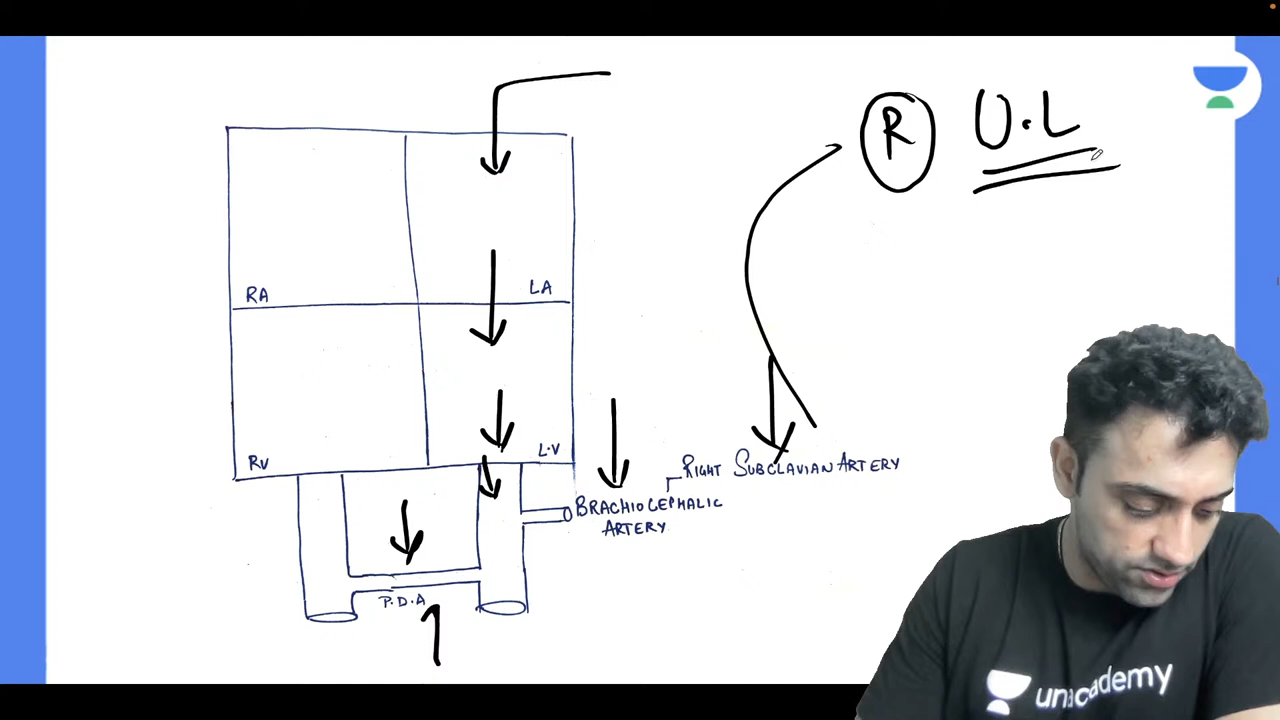 R U.L
RA
LA
RV
L.V
RIGHT SUBCLAVIAN ARTERY
BRACHIOCEPHALIC
ARTERY
P.D.A
unacademy